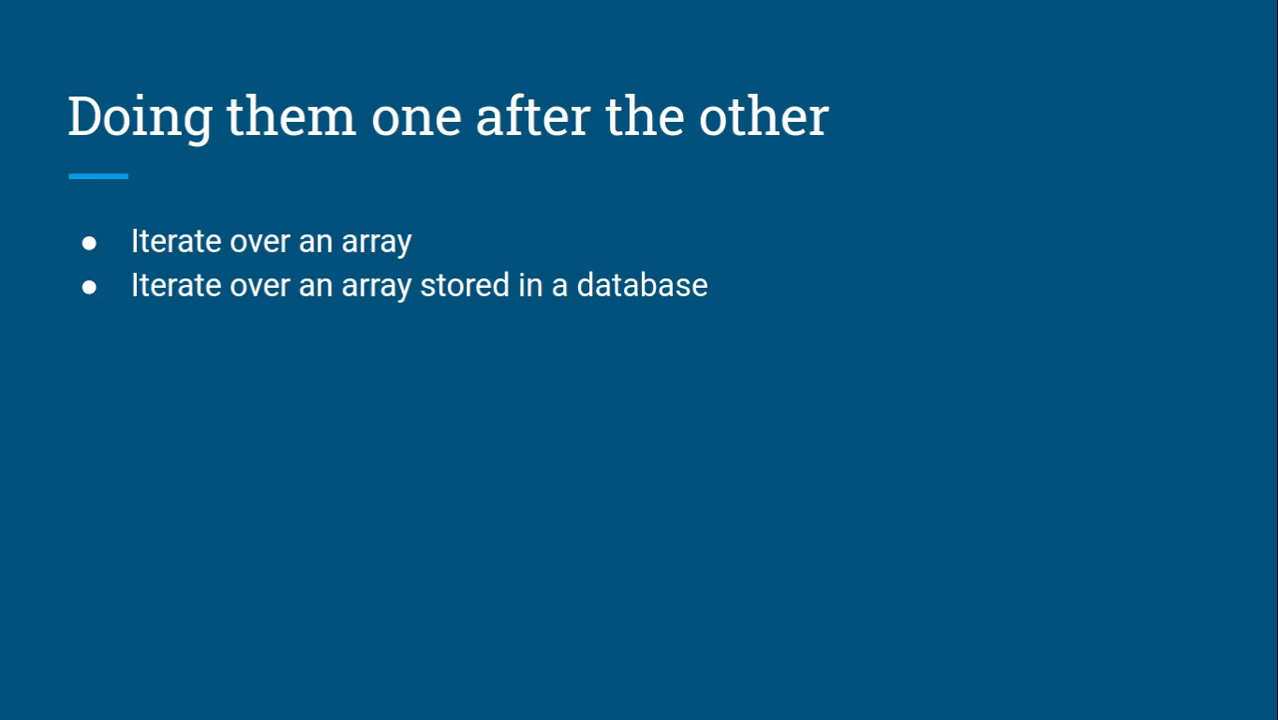 Doing them one after the other
● Iterate over an array
● Iterate over an array stored in a database